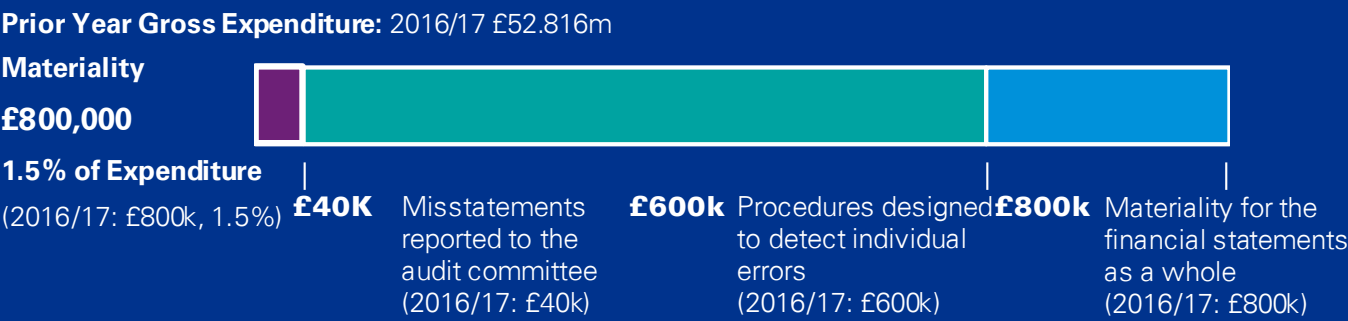 Prior Year Gross Expenditure: 2016/17 £52.816m
Materiality
£800,000
1.5% of Expenditure
(2016/17: £800k, 1.5%)
£40K
Misstatements
reported to the
audit committee
(2016/17: £40k)
£600k
Procedures designed
to detect individual
errors
(2016/17: £600k)
£800k
Materiality for the
financial statements
as a whole
(2016/17: £800k)